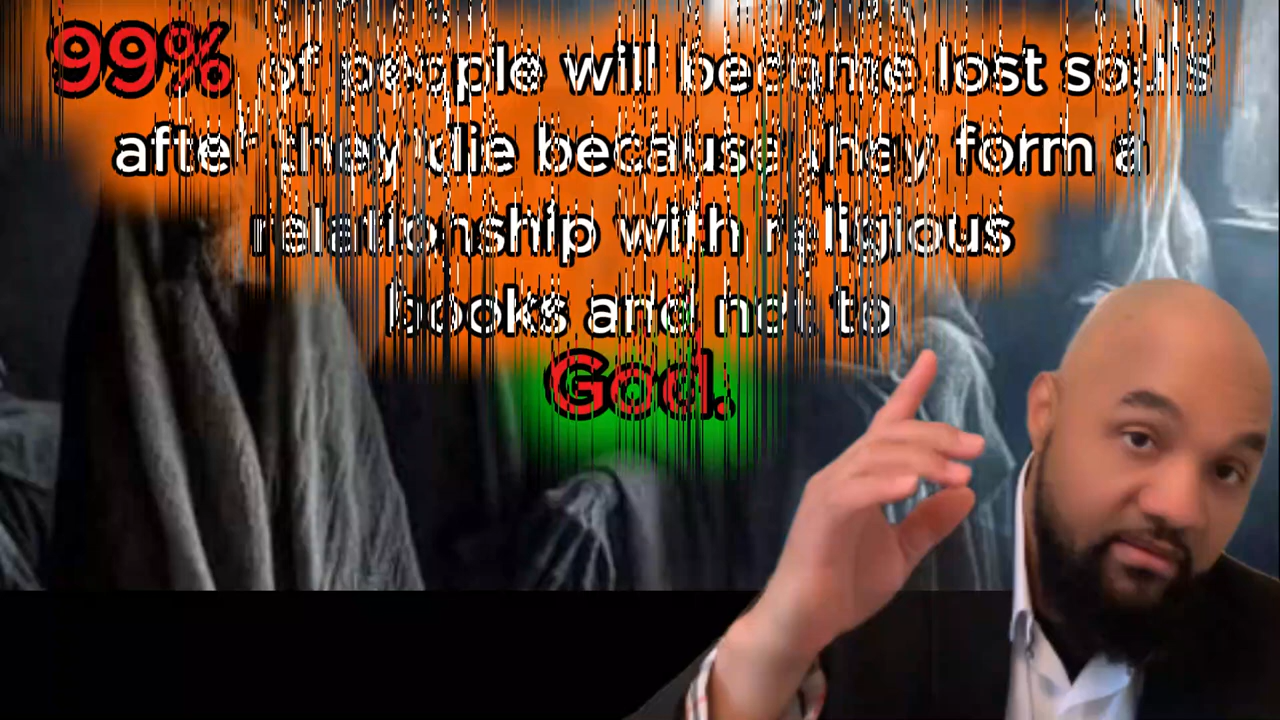 99% of people will become lost souls
after they die because they form a
relationship with religious
books and not to
God.